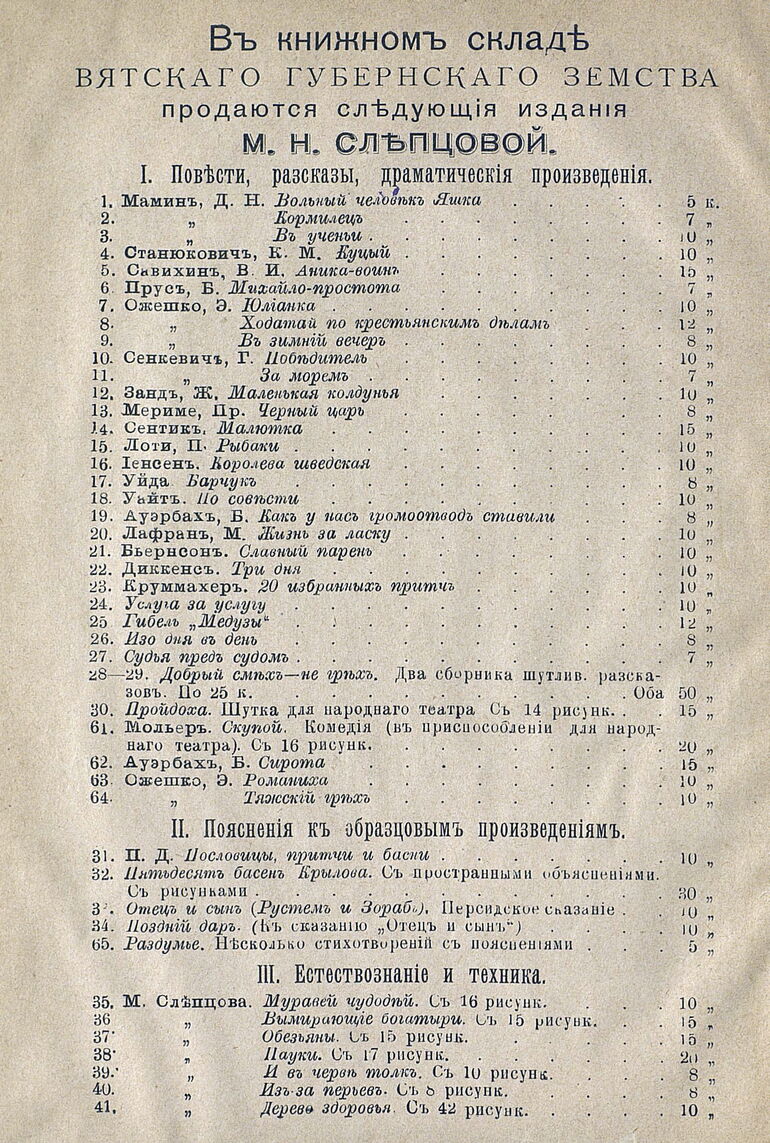 Въ книжномъ складѣ
ВЯТСКАГО ГУБЕРНСКАГО ЗЕМСТВА
продаются слѣдующія изданія
М. Н. СЛѢПЦОВОЙ.
I. Повѣсти, разсказы, драматическія произведенія.
1. Маминъ, Д. Н. Вольный человѣкъ Яшка . . . . . 5 к.
2. „ Кормилецъ . . . . . . . 7 „
3. „ Въ ученьи . . . . . . . 10 „
4. Станюковичъ, К. М. Куцый . . . . . . . 10 „
5. Савихинъ, В. И. Аника-воинъ . . . . . . . 15 „
6. Прусъ, Б. Михайло-простота . . . . . . . 7 „
7. Ожешко, Э. Юліанка . . . . . . . . 10 „
8. „ Ходатай по крестьянскимъ дѣламъ . . . 12 „
9. „ Въ зимній вечеръ . . . . . . . 8 „
10. Сенкевичъ, Г. Побѣдитель . . . . . . . 10 „
11. „ За моремъ . . . . . . . . 7 „
12. Зандъ, Ж. Маленькая колдунья . . . . . . . 10 „
13. Мериме, Пр. Черный царь . . . . . . . 8 „
14. Сентикъ. Малютка . . . . . . . . . 15 „
15. Лоти, П. Рыбаки . . . . . . . . . 10 „
16. Іенсенъ. Королева шведская . . . . . . . 10 „
17. Уйда Барчукъ . . . . . . . . . 8 „
18. Уайтъ. По совѣсти . . . . . . . . . 10 „
19. Ауэрбахъ, Б. Какъ у насъ громоотводъ ставили . . . 8 „
20. Лафранъ, М. Жизнь за ласку . . . . . . . 10 „
21. Бьернсонъ. Славный парень . . . . . . . 10 „
22. Диккенсъ. Три дня . . . . . . . . . 10 „
23. Круммахеръ. 20 избранныхъ притчъ . . . . . 10 „
24. Услуга за услугу . . . . . . . . . 10 „
25 Гибель „Медузы“ . . . . . . . . . 12 „
26. Изо дня въ день . . . . . . . . . 8 „
27. Судья предъ судомъ . . . . . . . . . 7 „
28—29. Добрый смѣхъ—не грѣхъ. Два сборника шутлив. разска-
зовъ. По 25 к. . . . . . . . . . Оба 50 „
30. Пройдоха. Шутка для народнаго театра Съ 14 рисунк. . . 15 „
61. Мольеръ. Скупой. Комедія (въ приспособленіи для народ-
наго театра). Съ 16 рисунк. . . . . . . . 20 „
62. Ауэрбахъ, Б. Сирота . . . . . . . . 15 „
63. Ожешко, Э. Романиха . . . . . . . . 10 „
64. „ Тяжскій грѣхъ . . . . . . . 10 „
II. Поясненія къ образцовымъ произведеніямъ.
31. П. Д. Пословицы, притчи и басни . . . . . . 10 „
32. Пятьдесятъ басенъ Крылова. Съ пространными объясненіями.
Съ рисунками . . . . . . . . . . 30 „
3 . Отецъ и сынъ (Рустемъ и Зорабъ). Персидское сказаніе . . 10 „
34. Поздній даръ. (Къ сказанію „Отецъ и сынъ“) . . . . 10 „
65. Раздумье. Нѣсколько стихотвореній съ поясненіями . . . 5 „
III. Естествознаніе и техника.
35. М. Слѣпцова. Муравей чудодѣй. Съ 16 рисунк. . . . 10 „
36 „ Вымирающіе богатыри. Съ 15 рисунк. . . 15 „
37· „ Обезьяны. Съ 15 рисунк. . . . . . 15 „
38· „ Пауки. Съ 17 рисунк. . . . . . . 20 „
39.· „ И въ червѣ толкъ. Съ 10 рисунк. . . . 8 „
40. „ Изъ-за перьевъ. Съ 8 рисунк. . . . . 8 „
41. „ Дерево здоровья. Съ 42 рисунк. . . . . 10 „